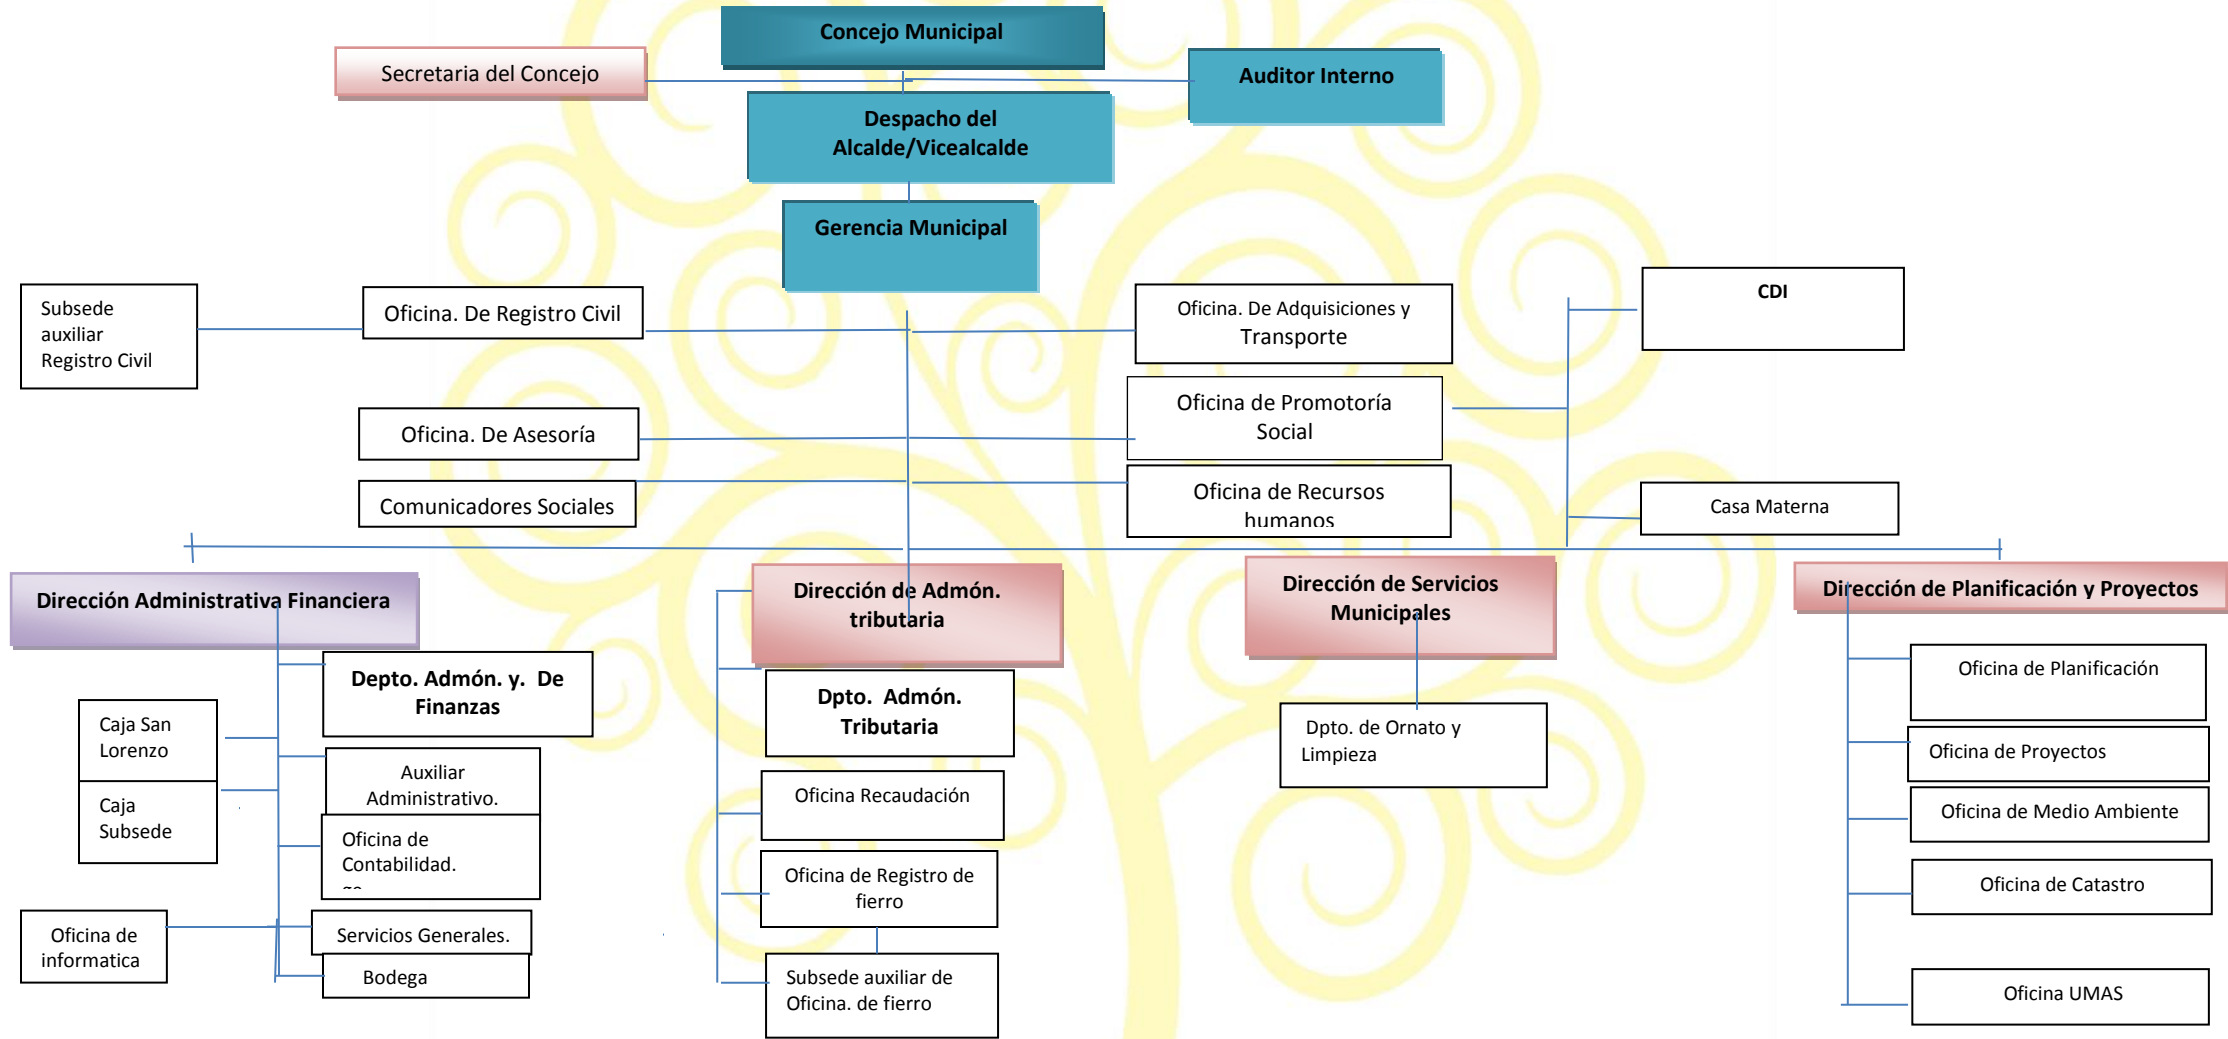 Concejo Municipal
Secretaria del Concejo
Auditor Interno
Despacho del
Alcalde/Vicealcalde
Gerencia Municipal
Subsede
auxiliar
Registro Civil
Oficina. De Registro Civil
Oficina. De Adquisiciones y
Transporte
CDI
Oficina. De Asesoría
Oficina de Promotoría
Social
Comunicadores Sociales
Oficina de Recursos
humanos
Casa Materna
Dirección Administrativa Financiera
Dirección de Admón.
tributaria
Dirección de Servicios
Municipales
Dirección de Planificación y Proyectos
Depto. Admón. y. De
Finanzas
Caja San
Lorenzo
Auxiliar
Administrativo.
Caja
Subsede
Oficina de
Contabilidad.
Oficina de
informatica
Servicios Generales.
Bodega
Dpto. Admón.
Tributaria
Oficina Recaudación
Oficina de Registro de
fierro
Subsede auxiliar de
Oficina. de fierro
Dpto. de Ornato y
Limpieza
Oficina de Planificación
Oficina de Proyectos
Oficina de Medio Ambiente
Oficina de Catastro
Oficina UMAS